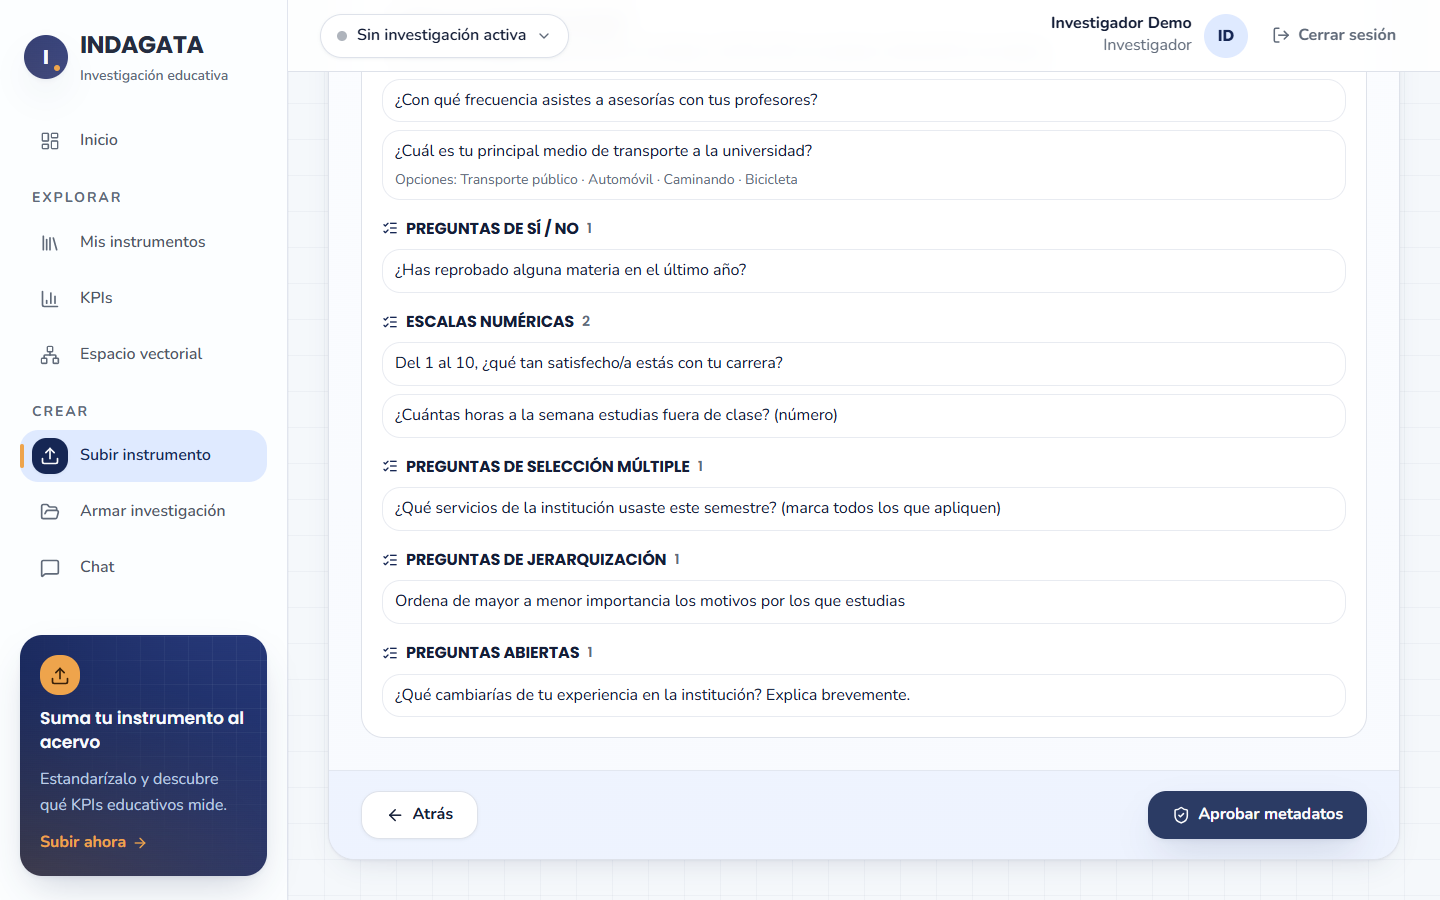 I
INDAGATA
Investigación educativa
Inicio
EXPLORAR
Mis instrumentos
KPIs
Espacio vectorial
CREAR
Subir instrumento
Armar investigación
Chat
Suma tu instrumento al
acervo
Estandarízalo y descubre
qué KPIs educativos mide.
Subir ahora →
Sin investigación activa
Investigador Demo
Investigador
ID
Cerrar sesión
¿Con qué frecuencia asistes a asesorías con tus profesores?
¿Cuál es tu principal medio de transporte a la universidad?
Opciones: Transporte público · Automóvil · Caminando · Bicicleta
PREGUNTAS DE SÍ / NO 1
¿Has reprobado alguna materia en el último año?
ESCALAS NUMÉRICAS 2
Del 1 al 10, ¿qué tan satisfecho/a estás con tu carrera?
¿Cuántas horas a la semana estudias fuera de clase? (número)
PREGUNTAS DE SELECCIÓN MÚLTIPLE 1
¿Qué servicios de la institución usaste este semestre? (marca todos los que apliquen)
PREGUNTAS DE JERARQUIZACIÓN 1
Ordena de mayor a menor importancia los motivos por los que estudias
PREGUNTAS ABIERTAS 1
¿Qué cambiarías de tu experiencia en la institución? Explica brevemente.
← Atrás
Aprobar metadatos